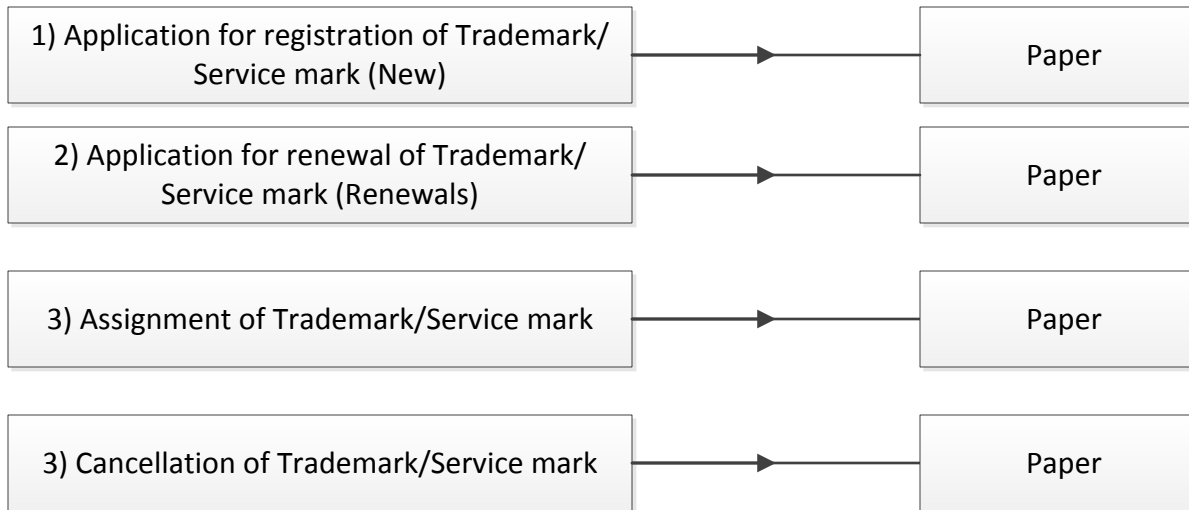 1) Application for registration of Trademark/
Service mark (New)
Paper
2) Application for renewal of Trademark/
Service mark (Renewals)
Paper
3) Assignment of Trademark/Service mark
Paper
3) Cancellation of Trademark/Service mark
Paper